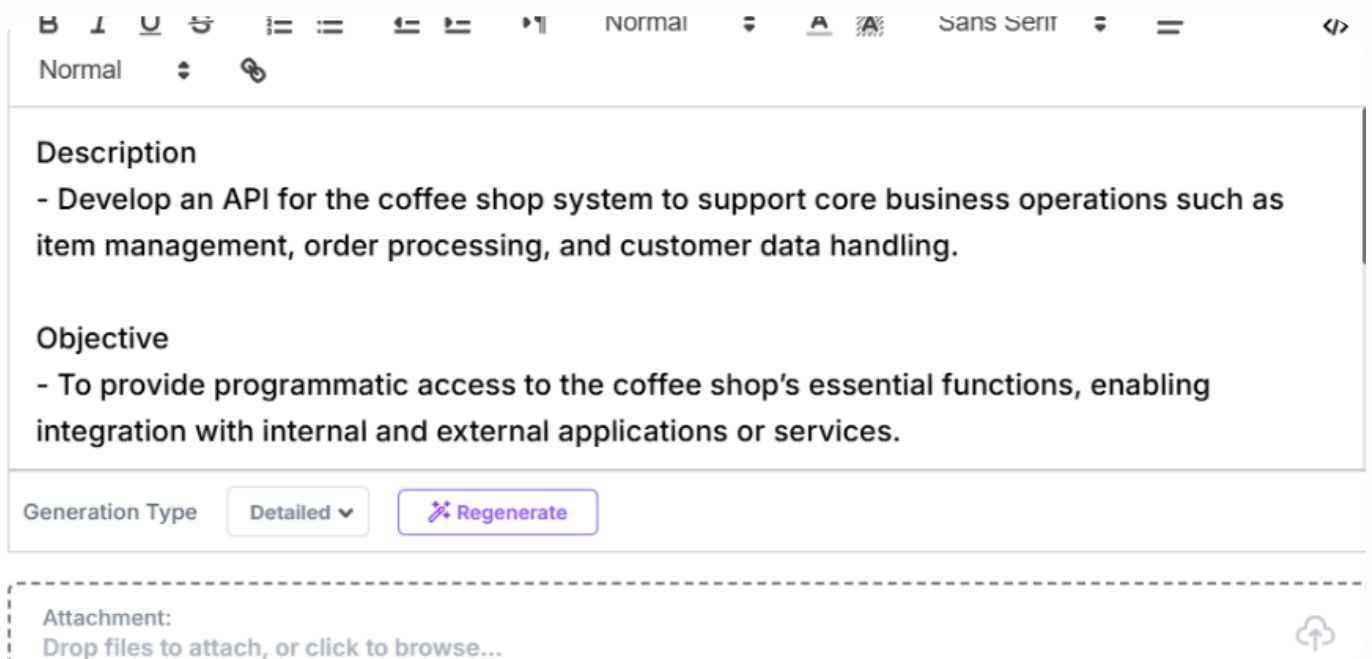 B I U S Normal A A Sans Serif </>
Normal
Description
- Develop an API for the coffee shop system to support core business operations such as
item management, order processing, and customer data handling.
Objective
- To provide programmatic access to the coffee shop’s essential functions, enabling
integration with internal and external applications or services.
Generation Type Detailed Regenerate
Attachment:
Drop files to attach, or click to browse...